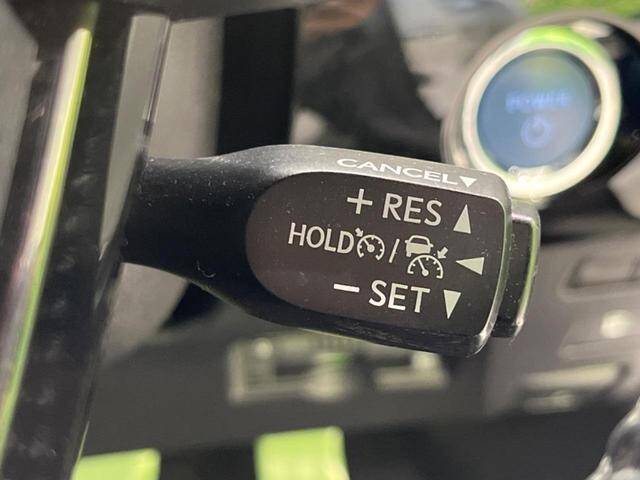 CANCEL▼
+ RES ▲
HOLD / ◀
− SET ▼
POWER